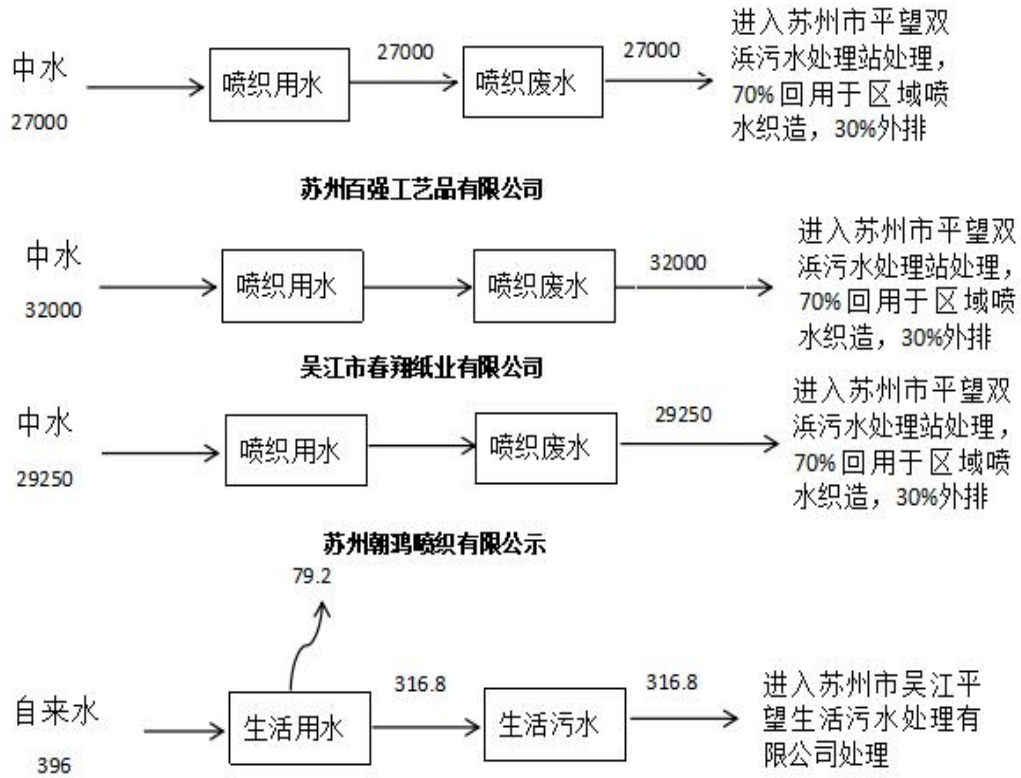 中水
27000
喷织用水
27000
喷织废水
27000
进入苏州市平望双
浜污水处理站处理，
70%回用于区域喷
水织造，30%外排
苏州百强工艺品有限公司
中水
32000
喷织用水
喷织废水
32000
进入苏州市平望双
浜污水处理站处理，
70%回用于区域喷
水织造，30%外排
吴江市春翔纸业有限公司
中水
29250
喷织用水
喷织废水
29250
进入苏州市平望双
浜污水处理站处理，
70%回用于区域喷
水织造，30%外排
苏州朝鸿喷织有限公示
79.2
自来水
396
生活用水
316.8
生活污水
316.8
进入苏州市吴江平
望生活污水处理有
限公司处理